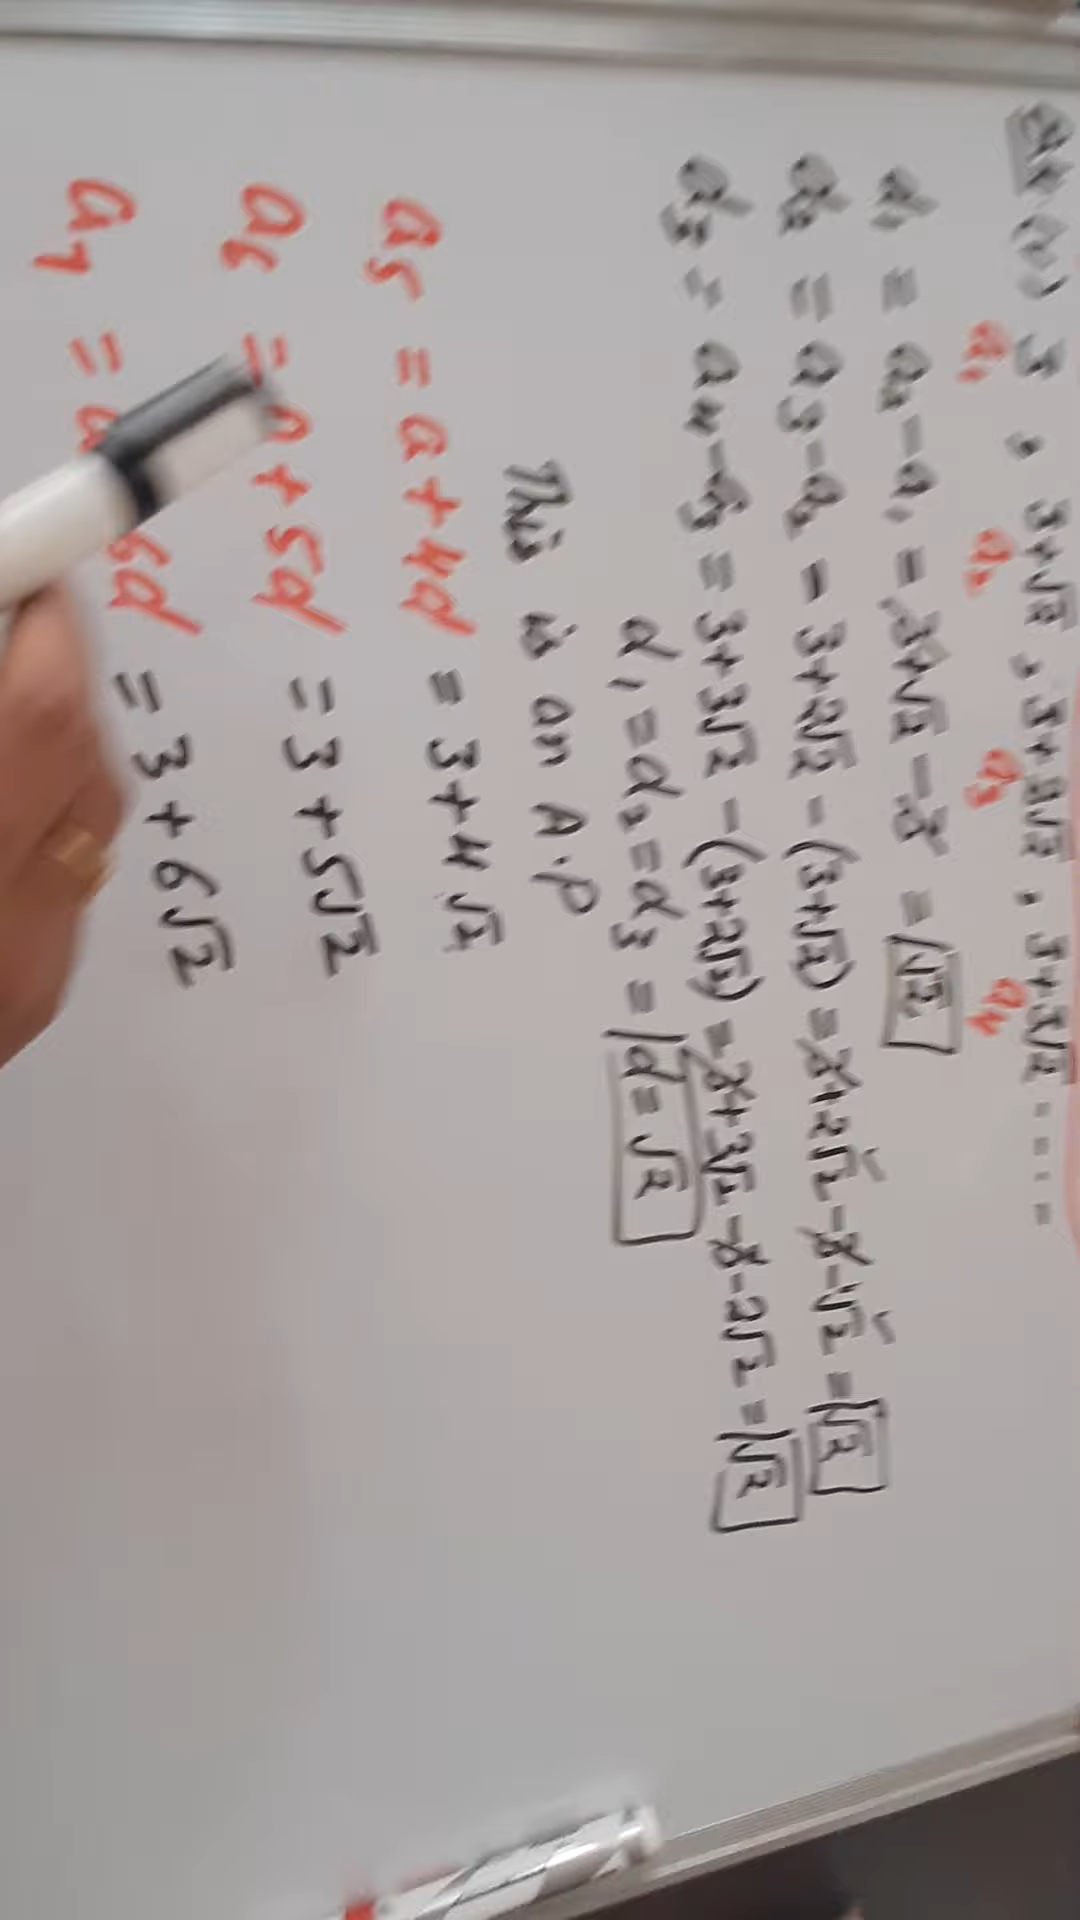 (v) 3 , 3+√2 , 3+2√2 , 3+3√2 ----
a₁ a₂ a₃ a₄
d₁ = a₂-a₁ = 3+√2-3 = √2
d₂ = a₃-a₂ = 3+2√2-(3+√2) = 3+2√2-3-√2 = √2
d₃ = a₄-a₃ = 3+3√2-(3+2√2) = 3+3√2-3-2√2 = √2
d₁=d₂=d₃ = d=√2
This is an A.P
a₅ = a+4d = 3+4√2
a₆ = a+5d = 3+5√2
a₇ = a 6d = 3+6√2